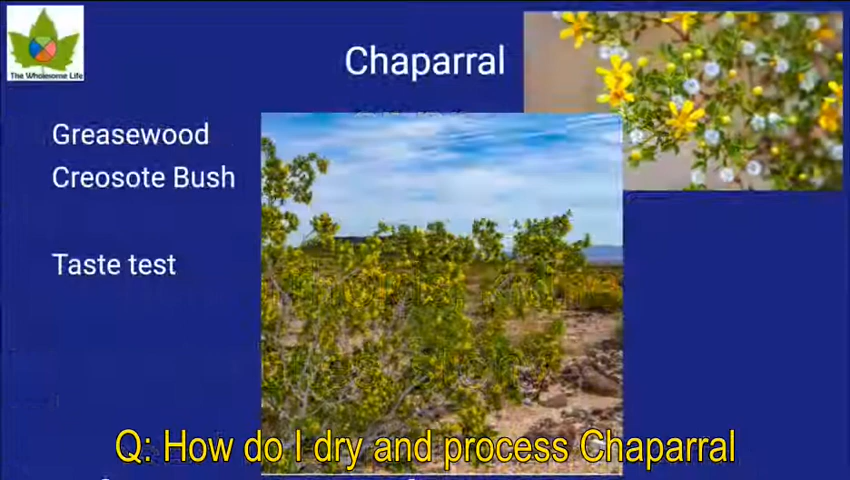 The Wholesome Life
Chaparral
Greasewood
Creosote Bush
Taste test
Q: How do I dry and process Chaparral